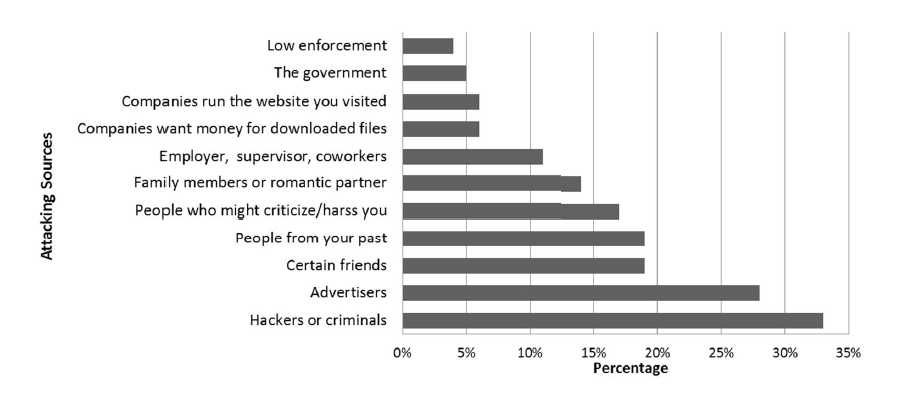 Low enforcement
The government
Companies run the website you visited
Companies want money for downloaded files
Employer, supervisor, coworkers
Family members or romantic partner
People who might criticize/harss you
People from your past
Certain friends
Advertisers
Hackers or criminals
Attacking Sources
0% 5% 10% 15% 20% 25% 30% 35%
Percentage